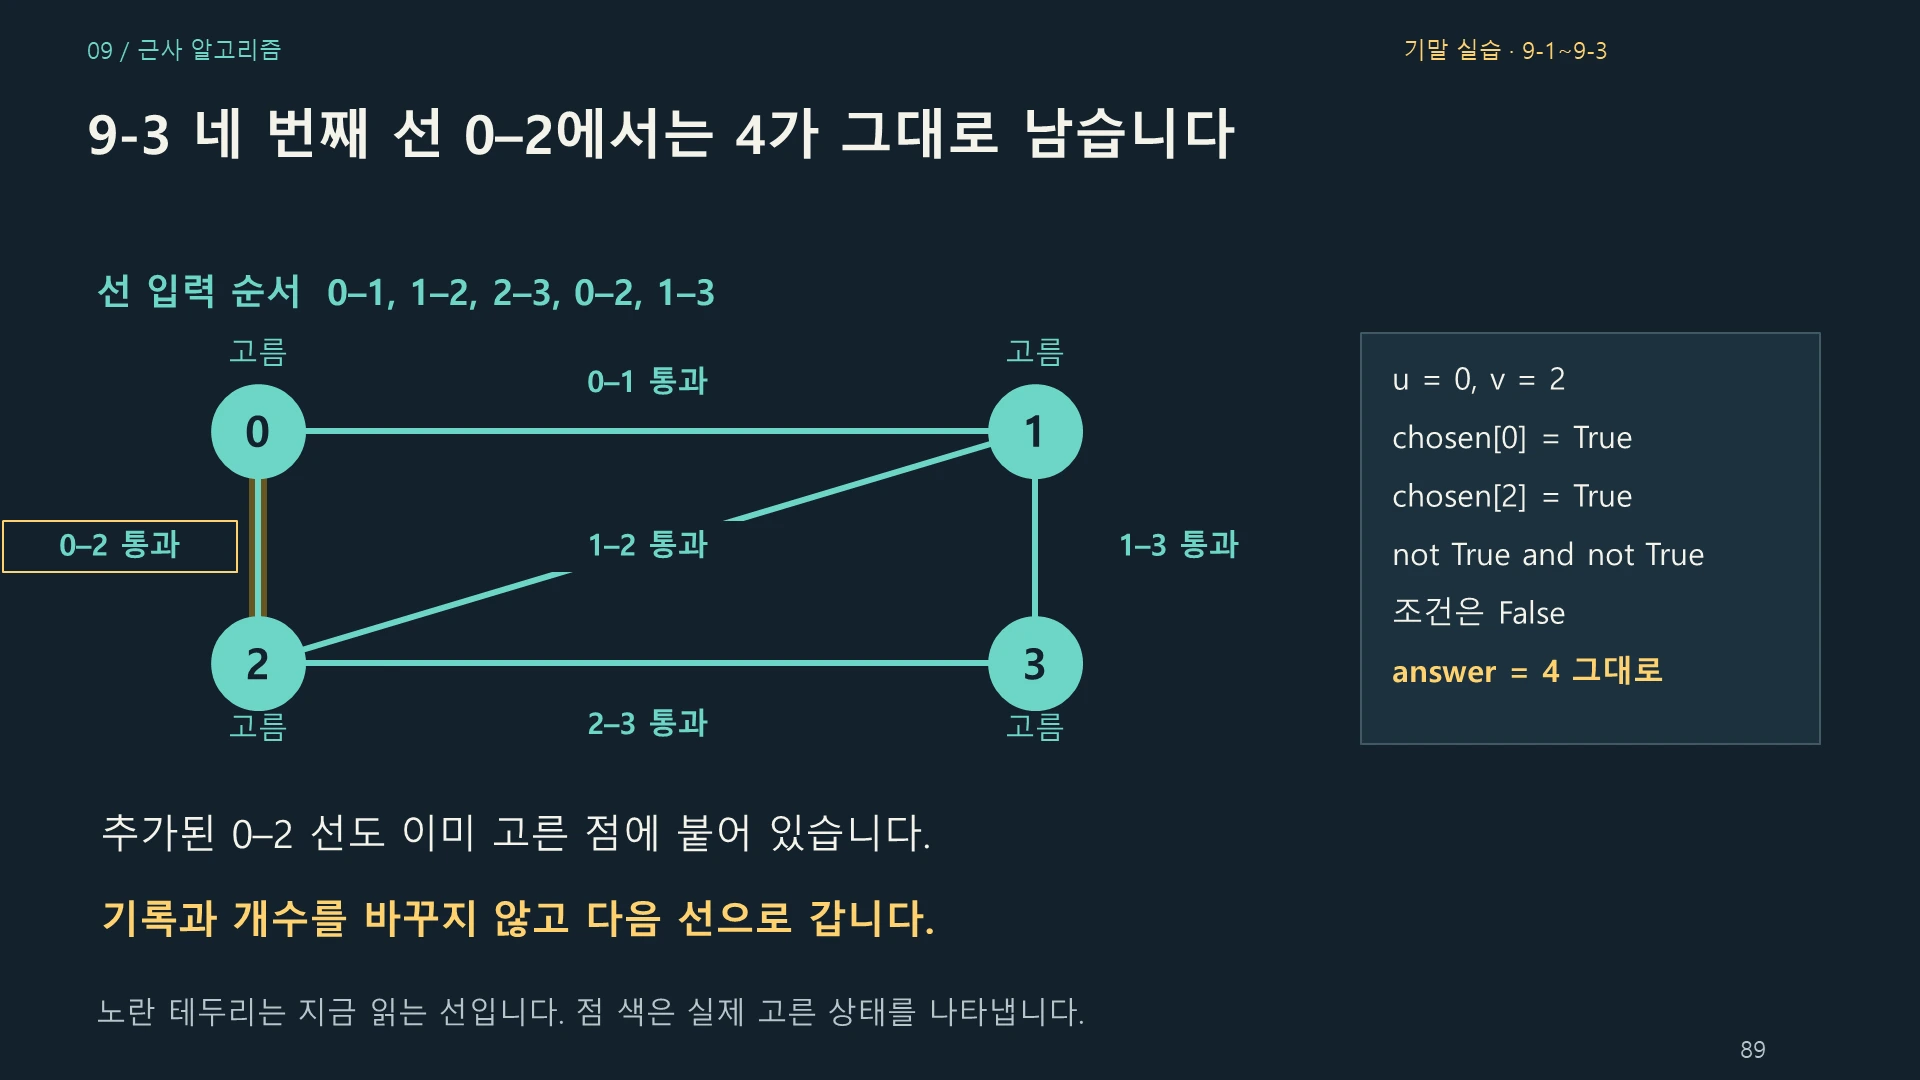 09 / 근사 알고리즘
기말 실습 · 9-1~9-3
9-3 네 번째 선 0–2에서는 4가 그대로 남습니다
선 입력 순서 0–1, 1–2, 2–3, 0–2, 1–3
고름
고름
0–1 통과
0
1
0–2 통과
1–2 통과
1–3 통과
2
3
고름
2–3 통과
고름
u = 0, v = 2
chosen[0] = True
chosen[2] = True
not True and not True
조건은 False
answer = 4 그대로
추가된 0–2 선도 이미 고른 점에 붙어 있습니다.
기록과 개수를 바꾸지 않고 다음 선으로 갑니다.
노란 테두리는 지금 읽는 선입니다. 점 색은 실제 고른 상태를 나타냅니다.
89